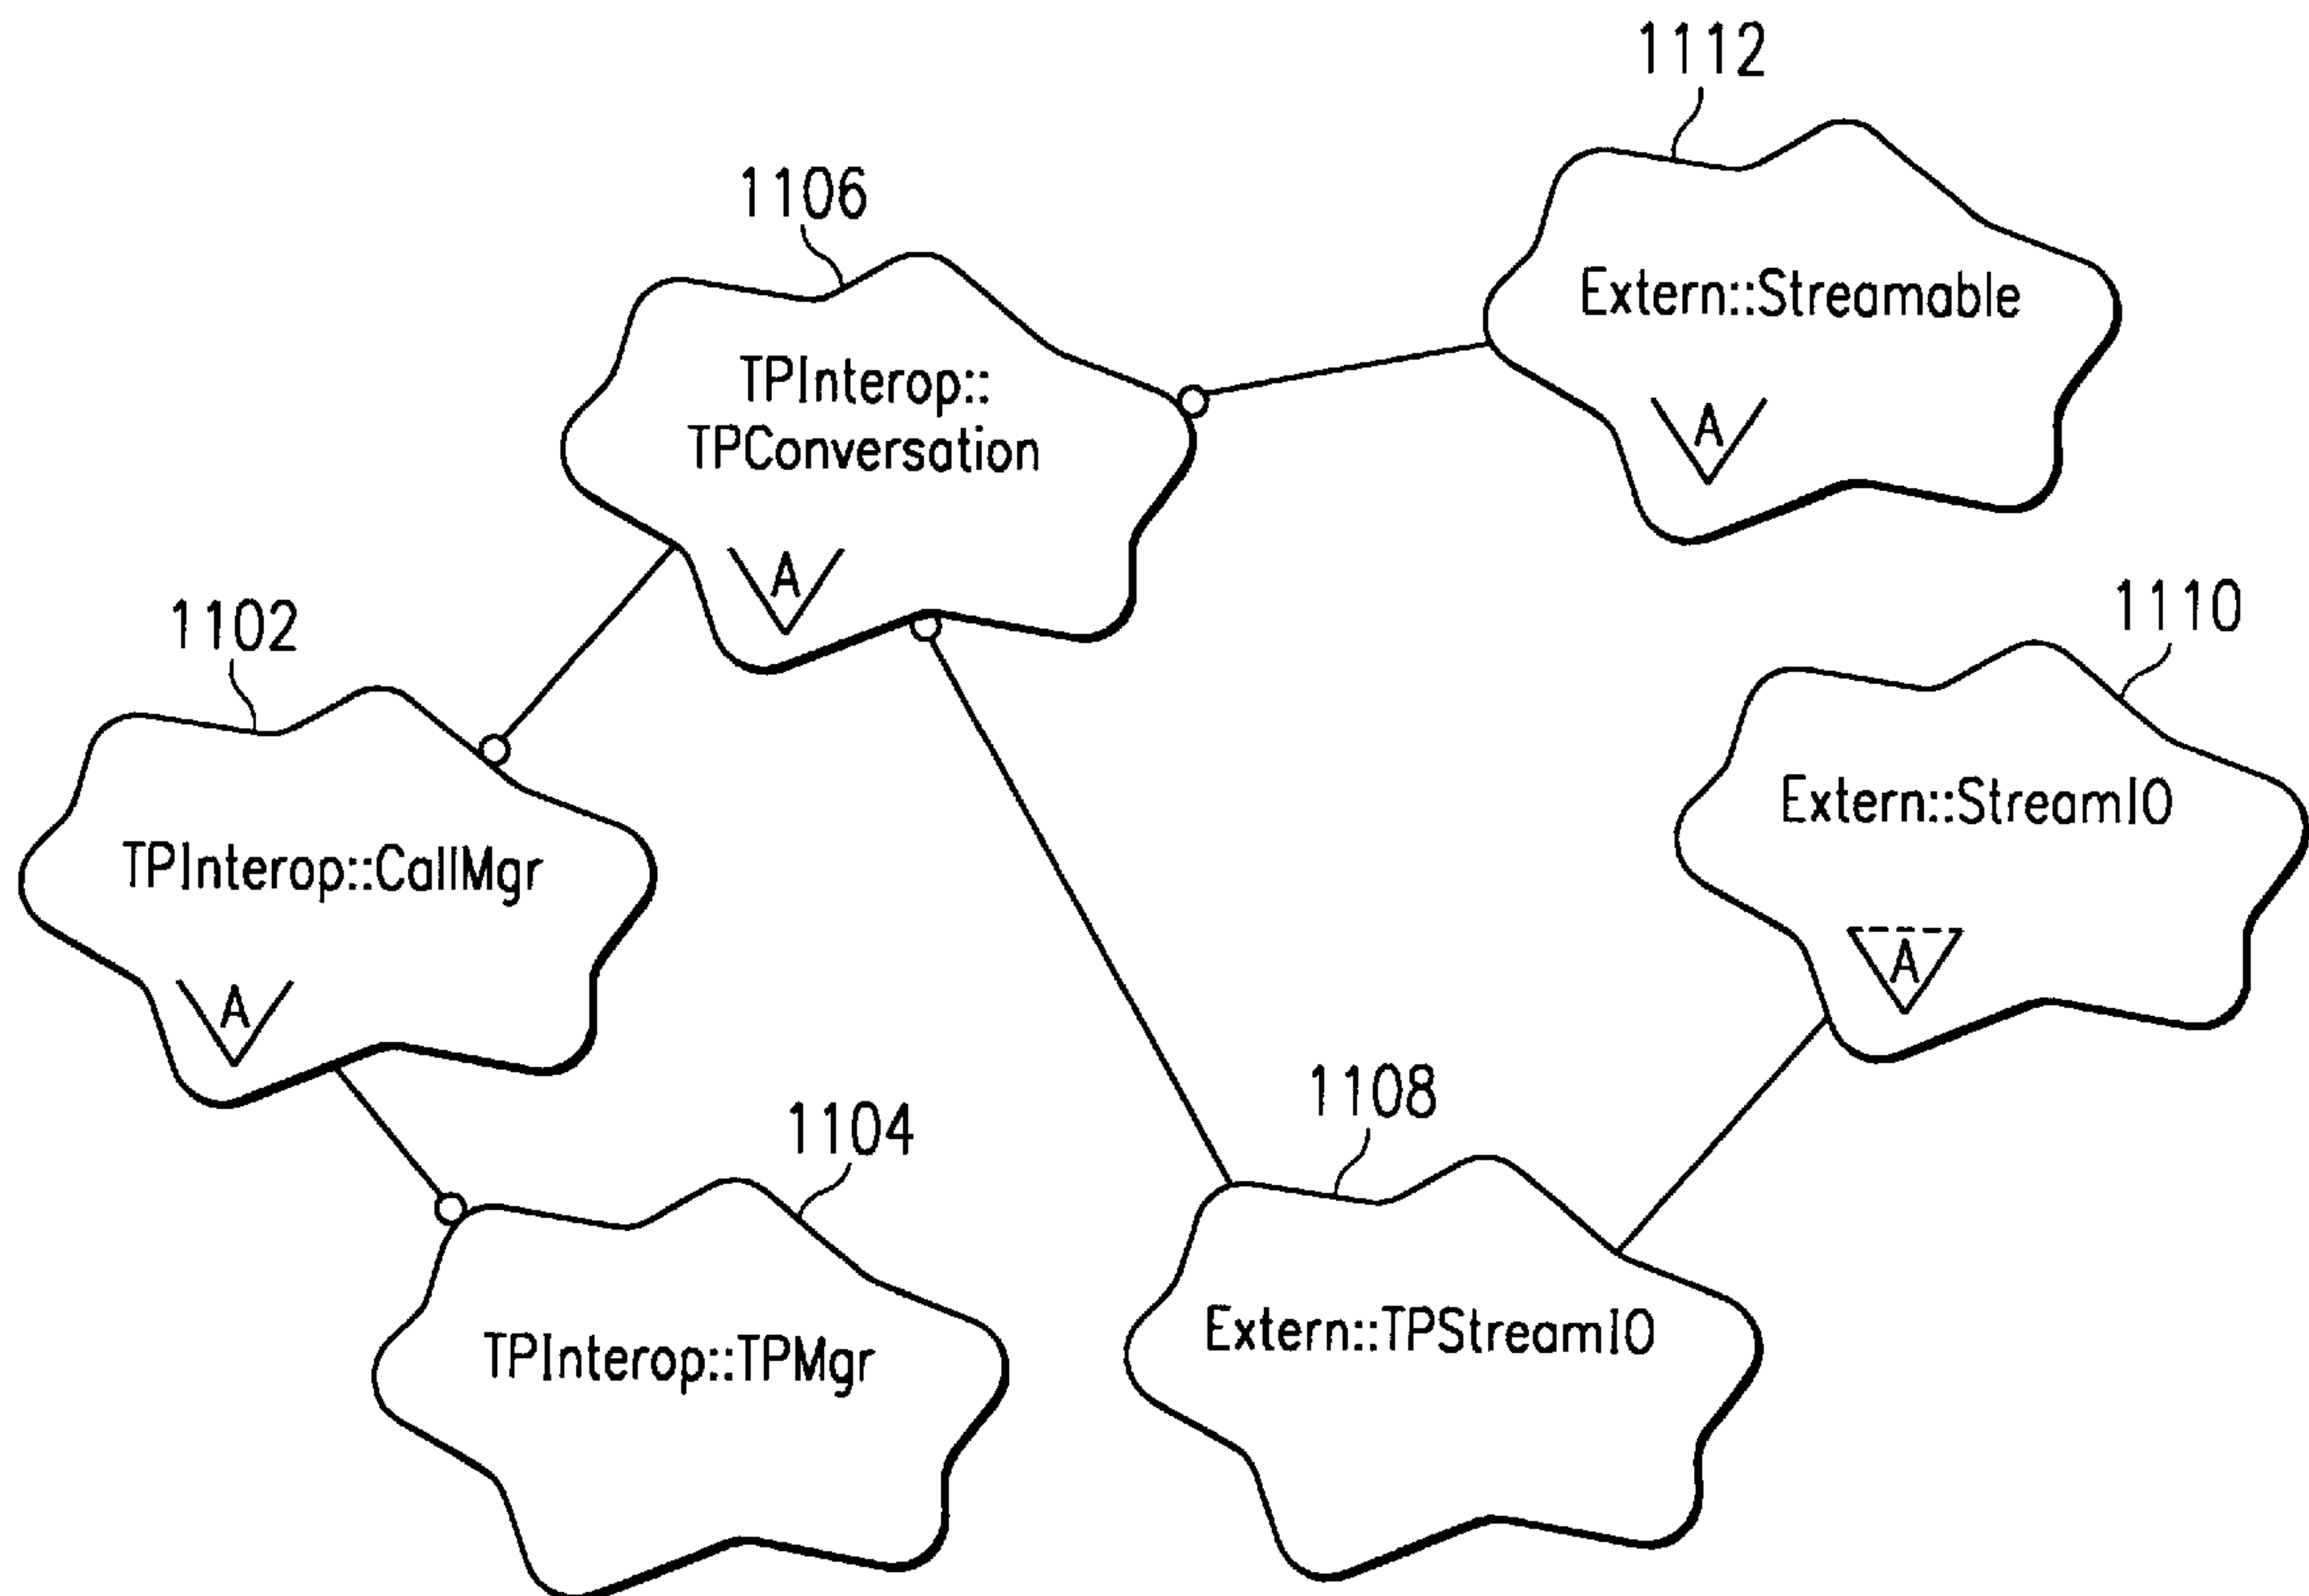 1112
1106
Extern::Streamable
A
TPInterop::
TPConversation
A
1102
1110
TPInterop::CallMgr
A
Extern::StreamIO
A
1104
1108
TPInterop::TPMgr
Extern::TPStreamIO